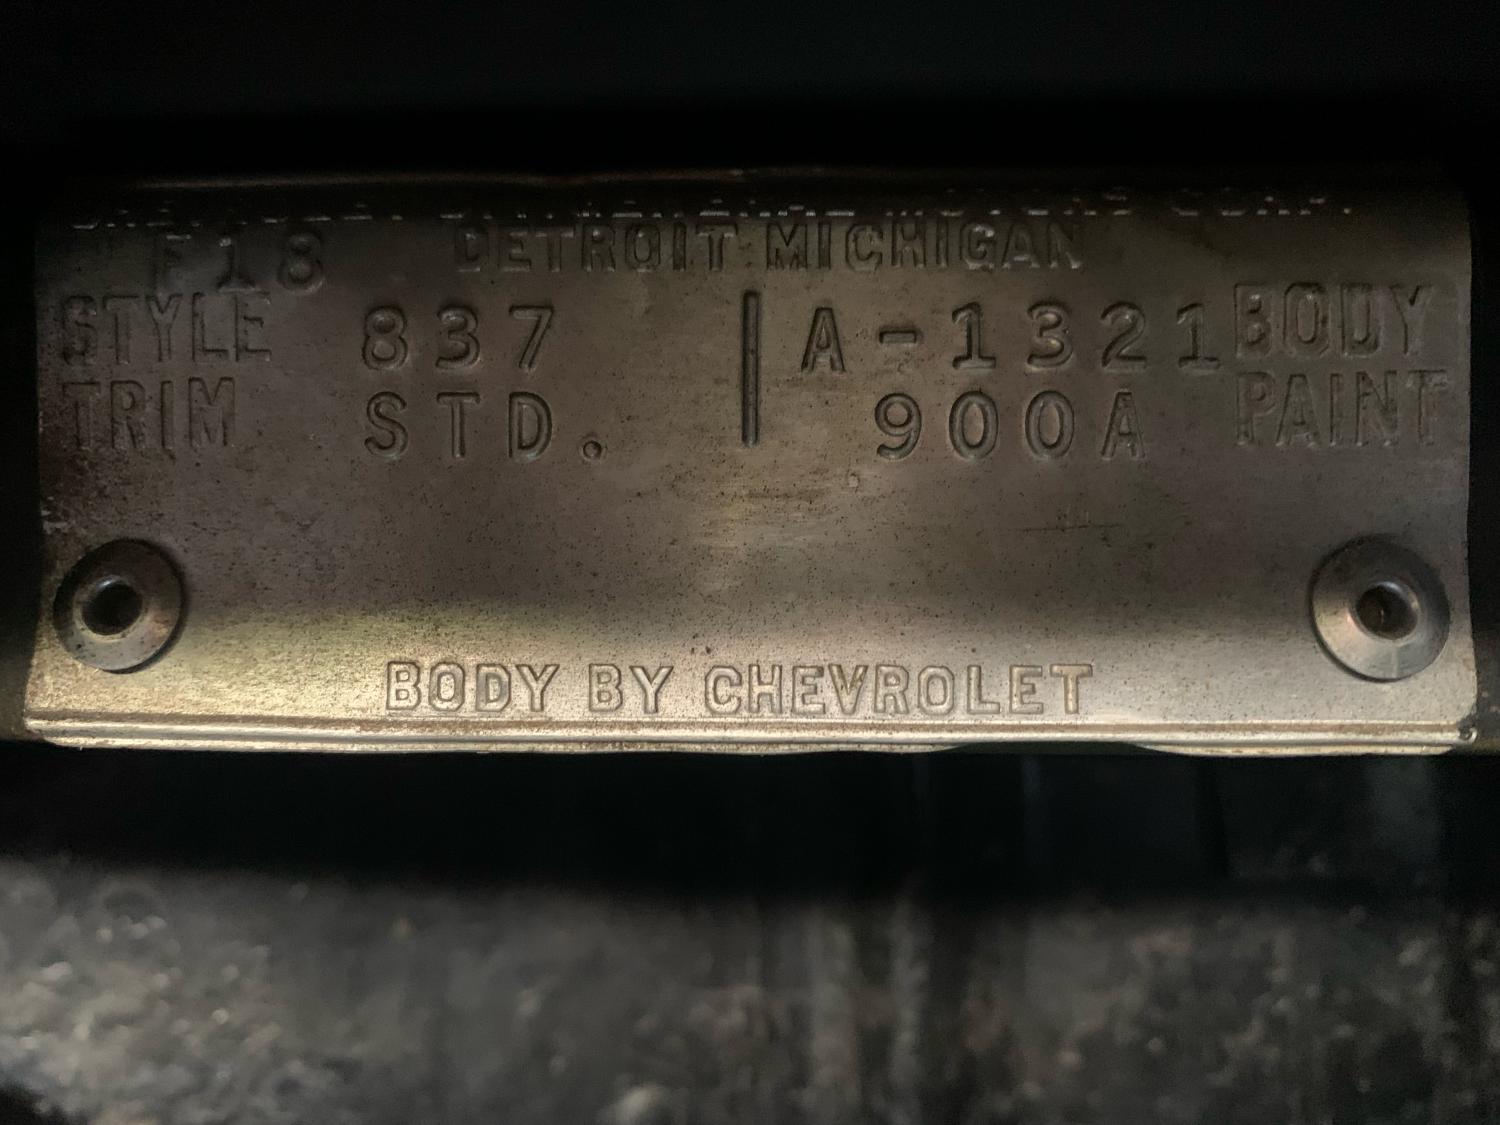 DETROIT MICHIGAN
F18
STYLE 837 | A-1321 BODY
TRIM STD. | 900A PAINT
BODY BY CHEVROLET